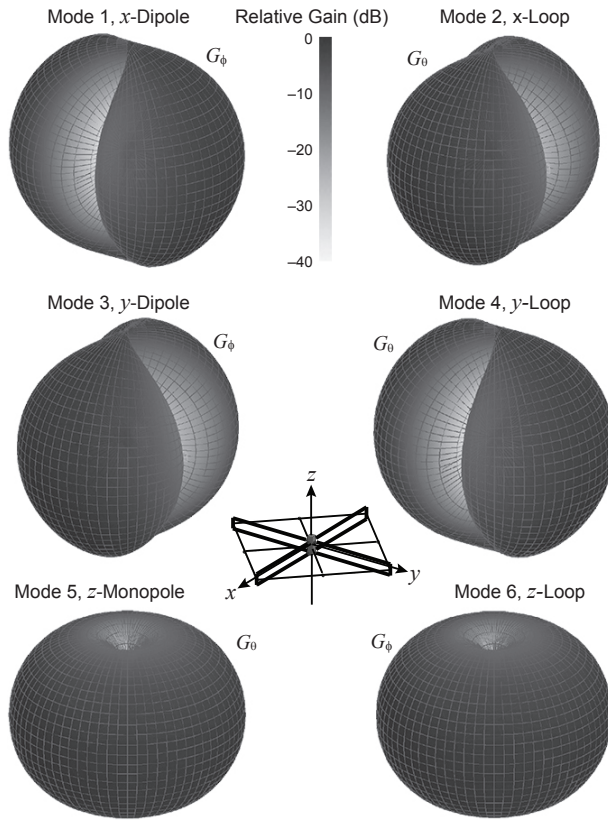 Mode 1, x-Dipole
Relative Gain (dB)
Mode 2, x-Loop
0
–10
–20
–30
–40
Gϕ
Gθ
Mode 3, y-Dipole
Mode 4, y-Loop
Gϕ
Gθ
z
x
y
Mode 5, z-Monopole
Mode 6, z-Loop
Gθ
Gϕ